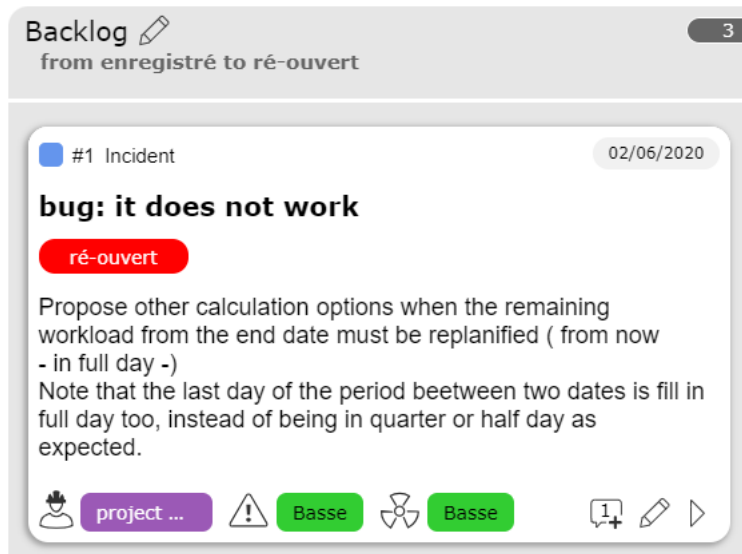 Backlog
3
from enregistré to ré-ouvert
#1 Incident
02/06/2020
bug: it does not work
ré-ouvert
Propose other calculation options when the remaining
workload from the end date must be replanified ( from now
- in full day -)
Note that the last day of the period beetween two dates is fill in
full day too, instead of being in quarter or half day as
expected.
project ...
Basse
Basse
1